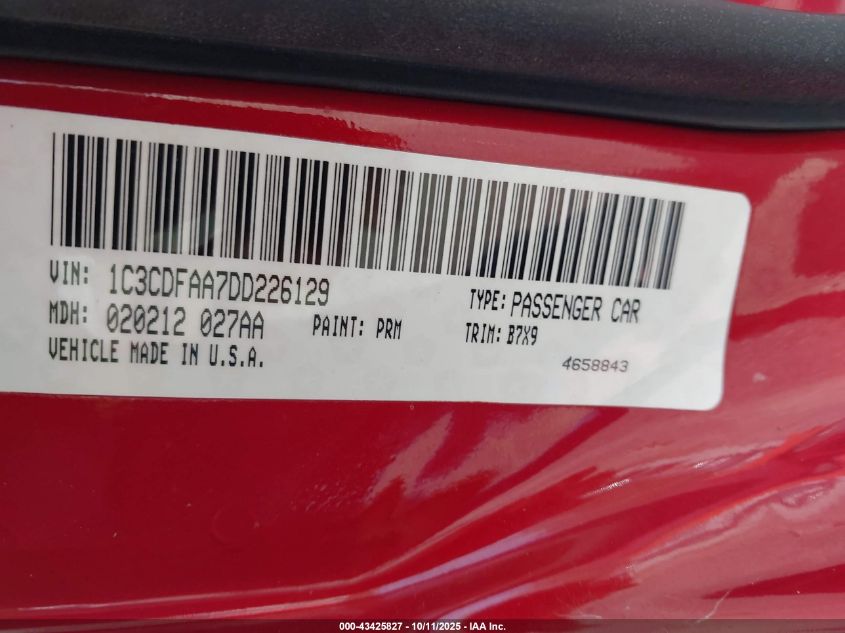 VIN: 1C3CDFAA7DD226129
TYPE: PASSENGER CAR
MDH: 020212 027AA
PAINT: PRM
TRIM: B7X9
VEHICLE MADE IN U.S.A.
4658843
000-43425827 - 10/11/2025 - IAA Inc.